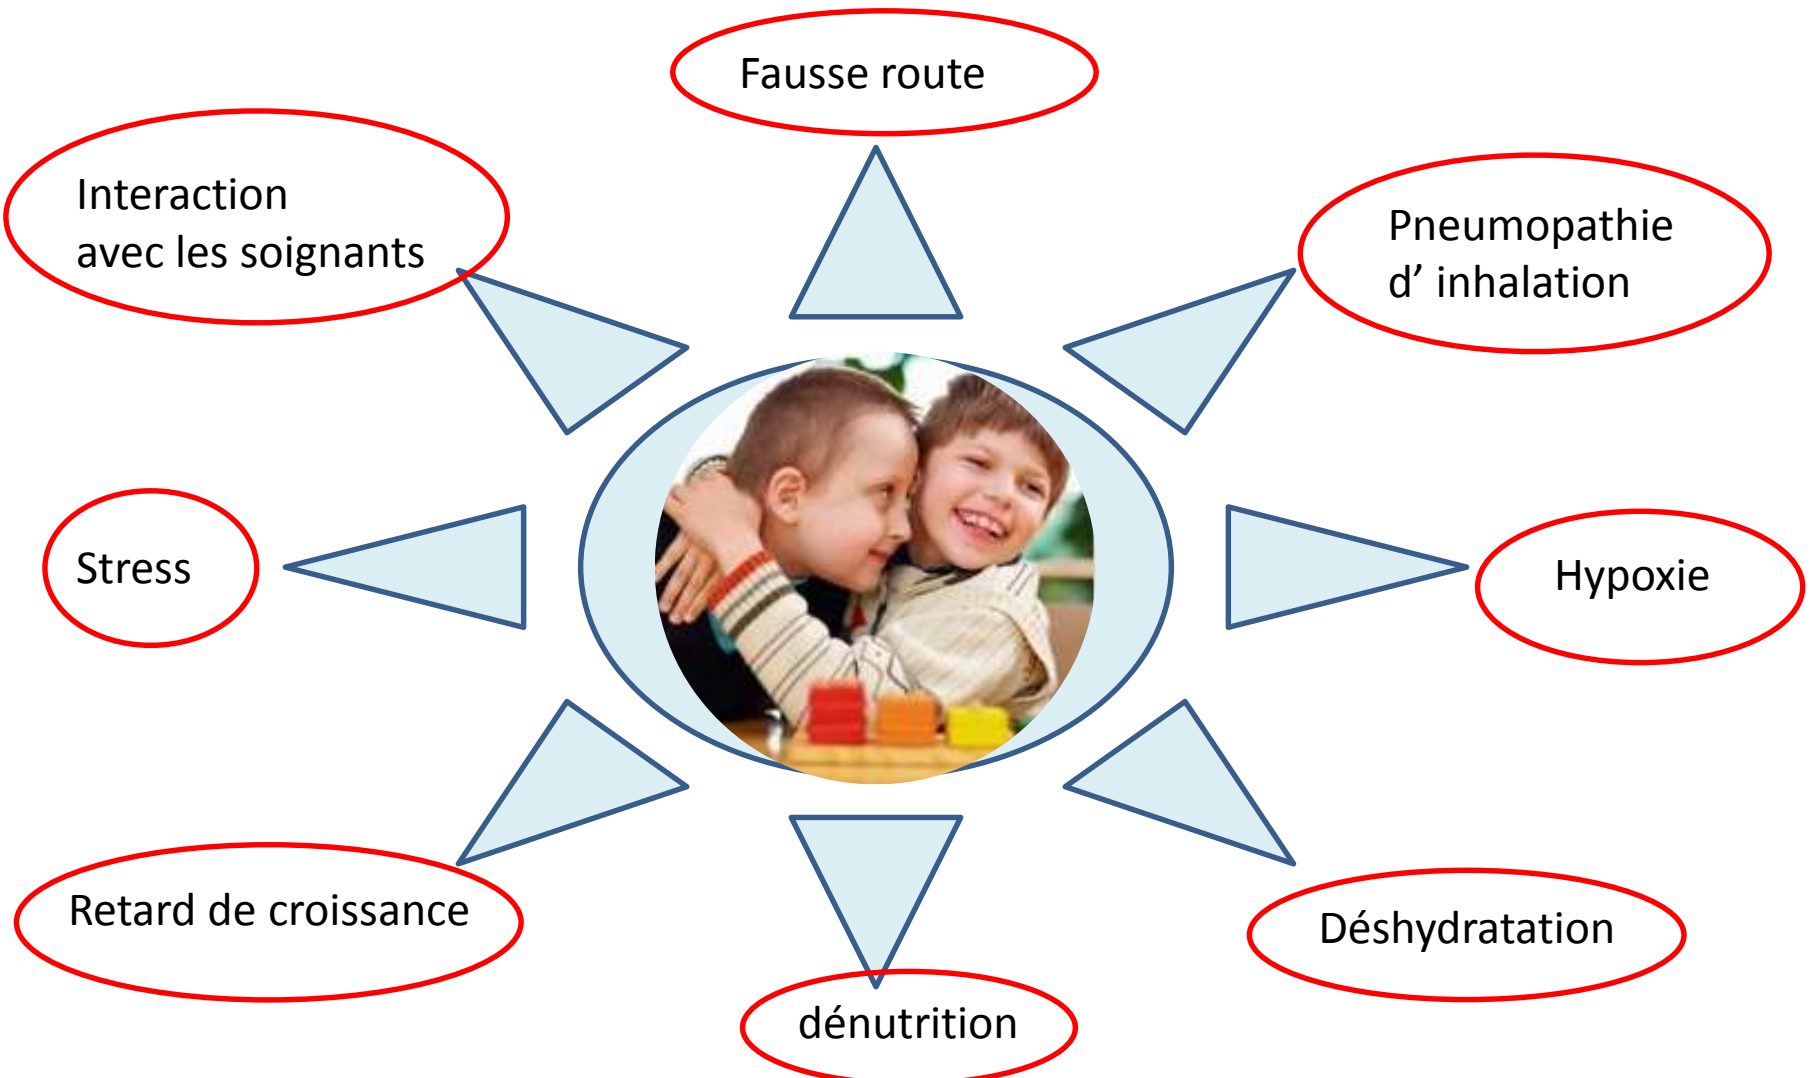 Fausse route
Interaction
avec les soignants
Pneumopathie
d’ inhalation
Stress
Hypoxie
Retard de croissance
Déshydratation
dénutrition